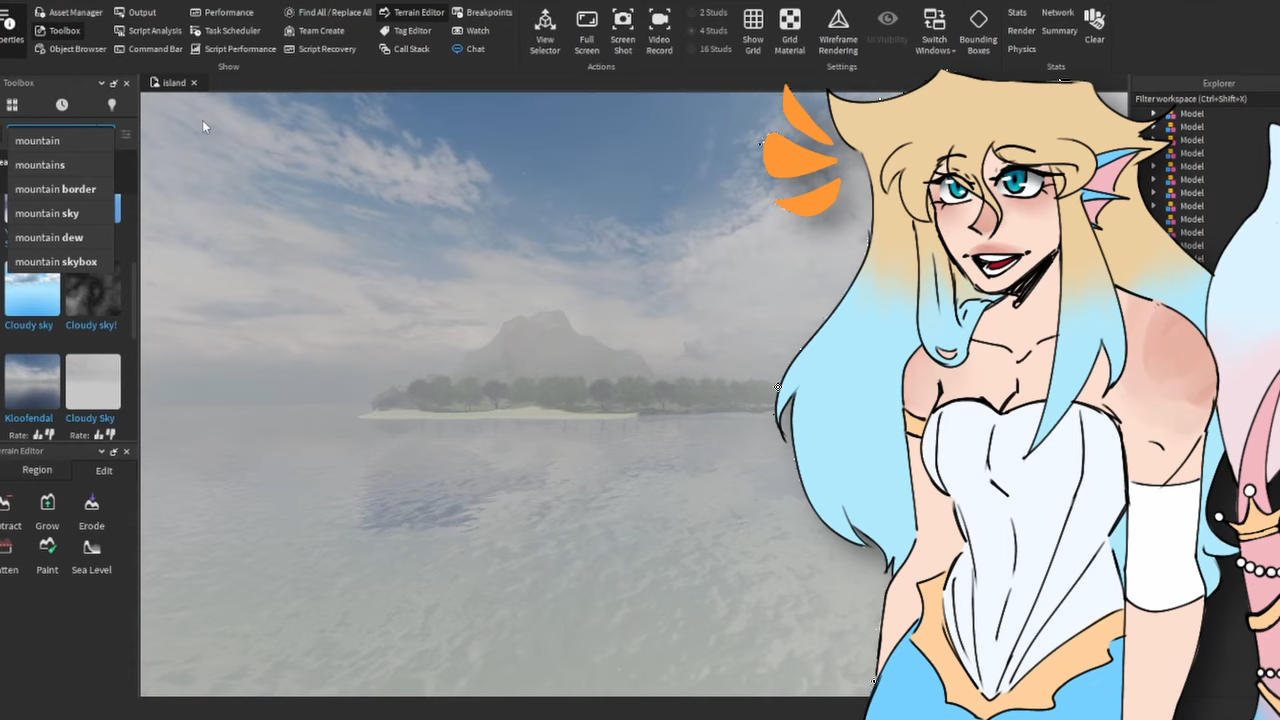 Asset Manager Output Performance Find All / Replace All Terrain Editor Breakpoints
Toolbox Script Analysis Task Scheduler Team Create Tag Editor Watch
Object Browser Command Bar Script Performance Script Recovery Call Stack Chat
Show
View Selector
Full Screen
Screen Shot
Video Record
Actions
2 Studs
4 Studs
16 Studs
Show Grid
Grid Material
Wireframe Rendering
UI Visibility
Switch Windows
Bounding Boxes
Settings
Stats Network
Render Summary
Physics
Clear
Stats
Toolbox
island
Explorer
Filter workspace (Ctrl+Shift+X)
mountain
mountains
mountain border
mountain sky
mountain dew
mountain skybox
Cloudy sky Cloudy sky!
Kloofendal Cloudy Sky
Rate: Rate:
Region Edit
Grow Erode
Paint Sea Level
Model
Model
Model
Model
Model
Model
Model
Model
Model
Model
Model